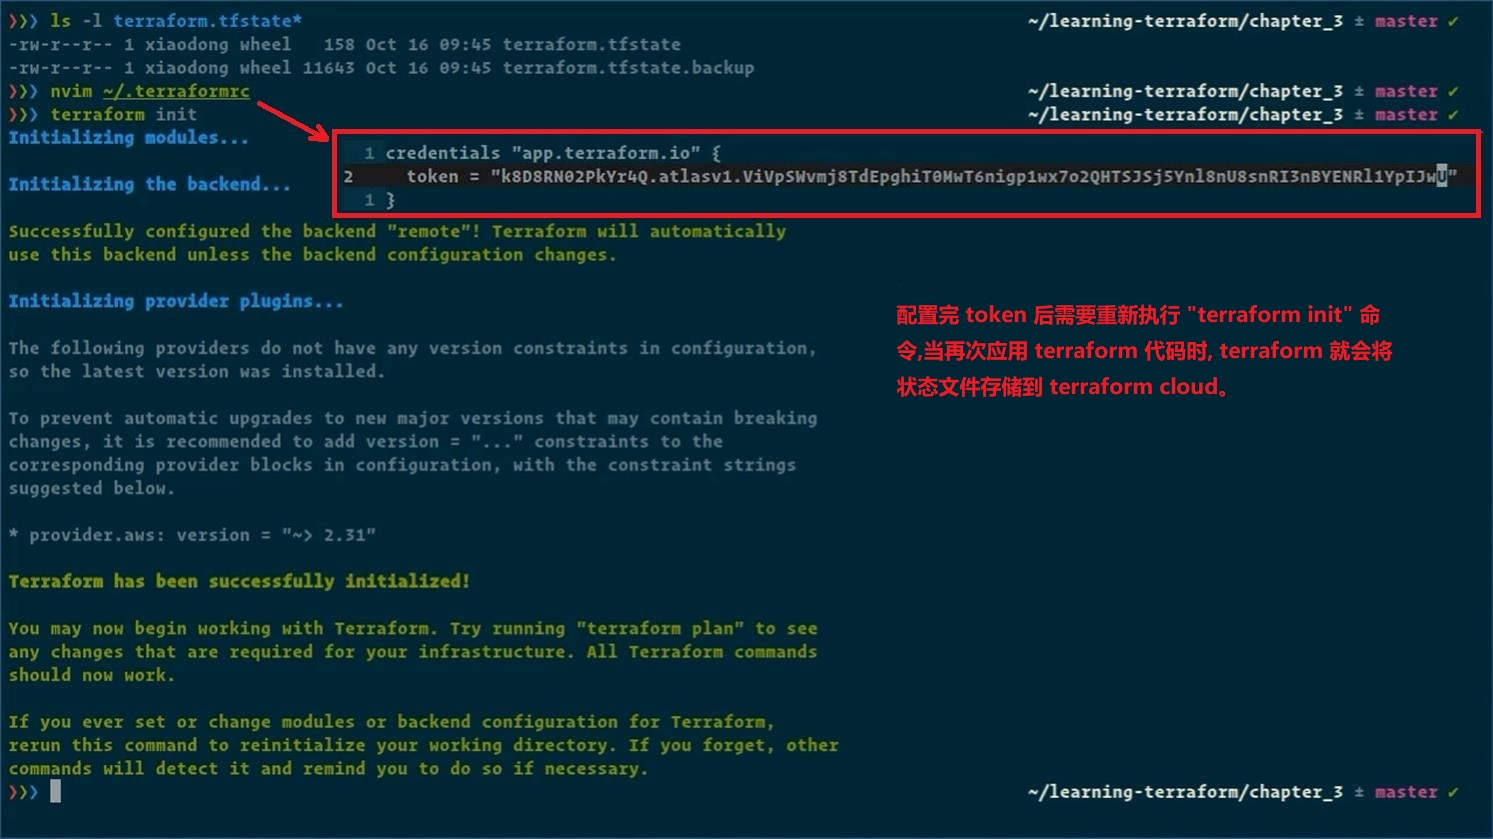 ❯❯❯ ls -l terraform.tfstate* ~/learning-terraform/chapter_3 ± master ✓
-rw-r--r-- 1 xiaodong wheel 158 Oct 16 09:45 terraform.tfstate
-rw-r--r-- 1 xiaodong wheel 11643 Oct 16 09:45 terraform.tfstate.backup
❯❯❯ nvim ~/.terraformrc ~/learning-terraform/chapter_3 ± master ✓
❯❯❯ terraform init ~/learning-terraform/chapter_3 ± master ✓
Initializing modules...
1 credentials "app.terraform.io" {
2 token = "k8D8RN02PkYr4Q.atlasv1.ViVpSWvmj8TdEpghiT0MwT6nigp1wx7o2QHTSJSj5Ynl8nU8snRI3nBYENRl1YpIJwU"
1 }
Initializing the backend...
Successfully configured the backend "remote"! Terraform will automatically
use this backend unless the backend configuration changes.
Initializing provider plugins...
配置完 token 后需要重新执行 "terraform init" 命
令,当再次应用 terraform 代码时, terraform 就会将
状态文件存储到 terraform cloud。
The following providers do not have any version constraints in configuration,
so the latest version was installed.
To prevent automatic upgrades to new major versions that may contain breaking
changes, it is recommended to add version = "..." constraints to the
corresponding provider blocks in configuration, with the constraint strings
suggested below.
* provider.aws: version = "~> 2.31"
Terraform has been successfully initialized!
You may now begin working with Terraform. Try running "terraform plan" to see
any changes that are required for your infrastructure. All Terraform commands
should now work.
If you ever set or change modules or backend configuration for Terraform,
rerun this command to reinitialize your working directory. If you forget, other
commands will detect it and remind you to do so if necessary.
❯❯❯ ~/learning-terraform/chapter_3 ± master ✓